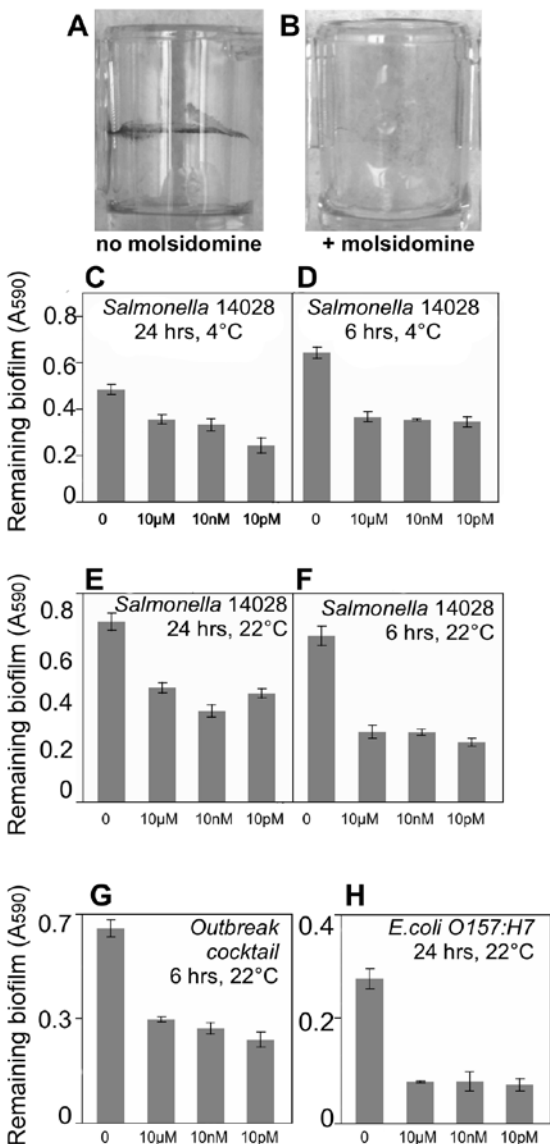 A
B
no molsidomine
+ molsidomine
C
D
Remaining biofilm (A590)
0.8
0.6
0.4
0.2
0
Salmonella 14028
24 hrs, 4°C
0
10µM
10nM
10pM
Salmonella 14028
6 hrs, 4°C
0
10µM
10nM
10pM
E
F
Remaining biofilm (A590)
0.8
0.6
0.4
0.2
0
Salmonella 14028
24 hrs, 22°C
0
10µM
10nM
10pM
Salmonella 14028
6 hrs, 22°C
0
10µM
10nM
10pM
G
H
Remaining biofilm (A590)
0.7
0.3
0
Outbreak
cocktail
6 hrs, 22°C
0
10µM
10nM
10pM
0.4
0.2
0
E.coli O157:H7
24 hrs, 22°C
0
10µM
10nM
10pM